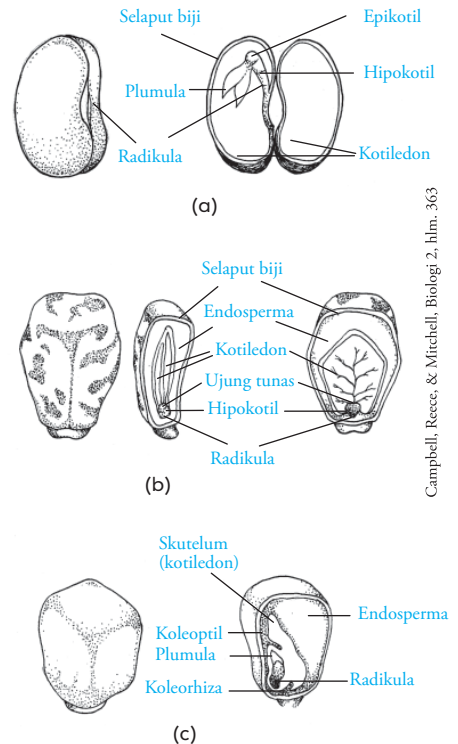 Selaput biji
Epikotil
Hipokotil
Plumula
Radikula
Kotiledon
(a)
Campbell, Reece, & Mitchell, Biologi 2, hlm. 363
Selaput biji
Endosperma
Kotiledon
Ujung tunas
Hipokotil
Radikula
(b)
Skutelum
(kotiledon)
Endosperma
Koleoptil
Plumula
Koleorhiza
Radikula
(c)